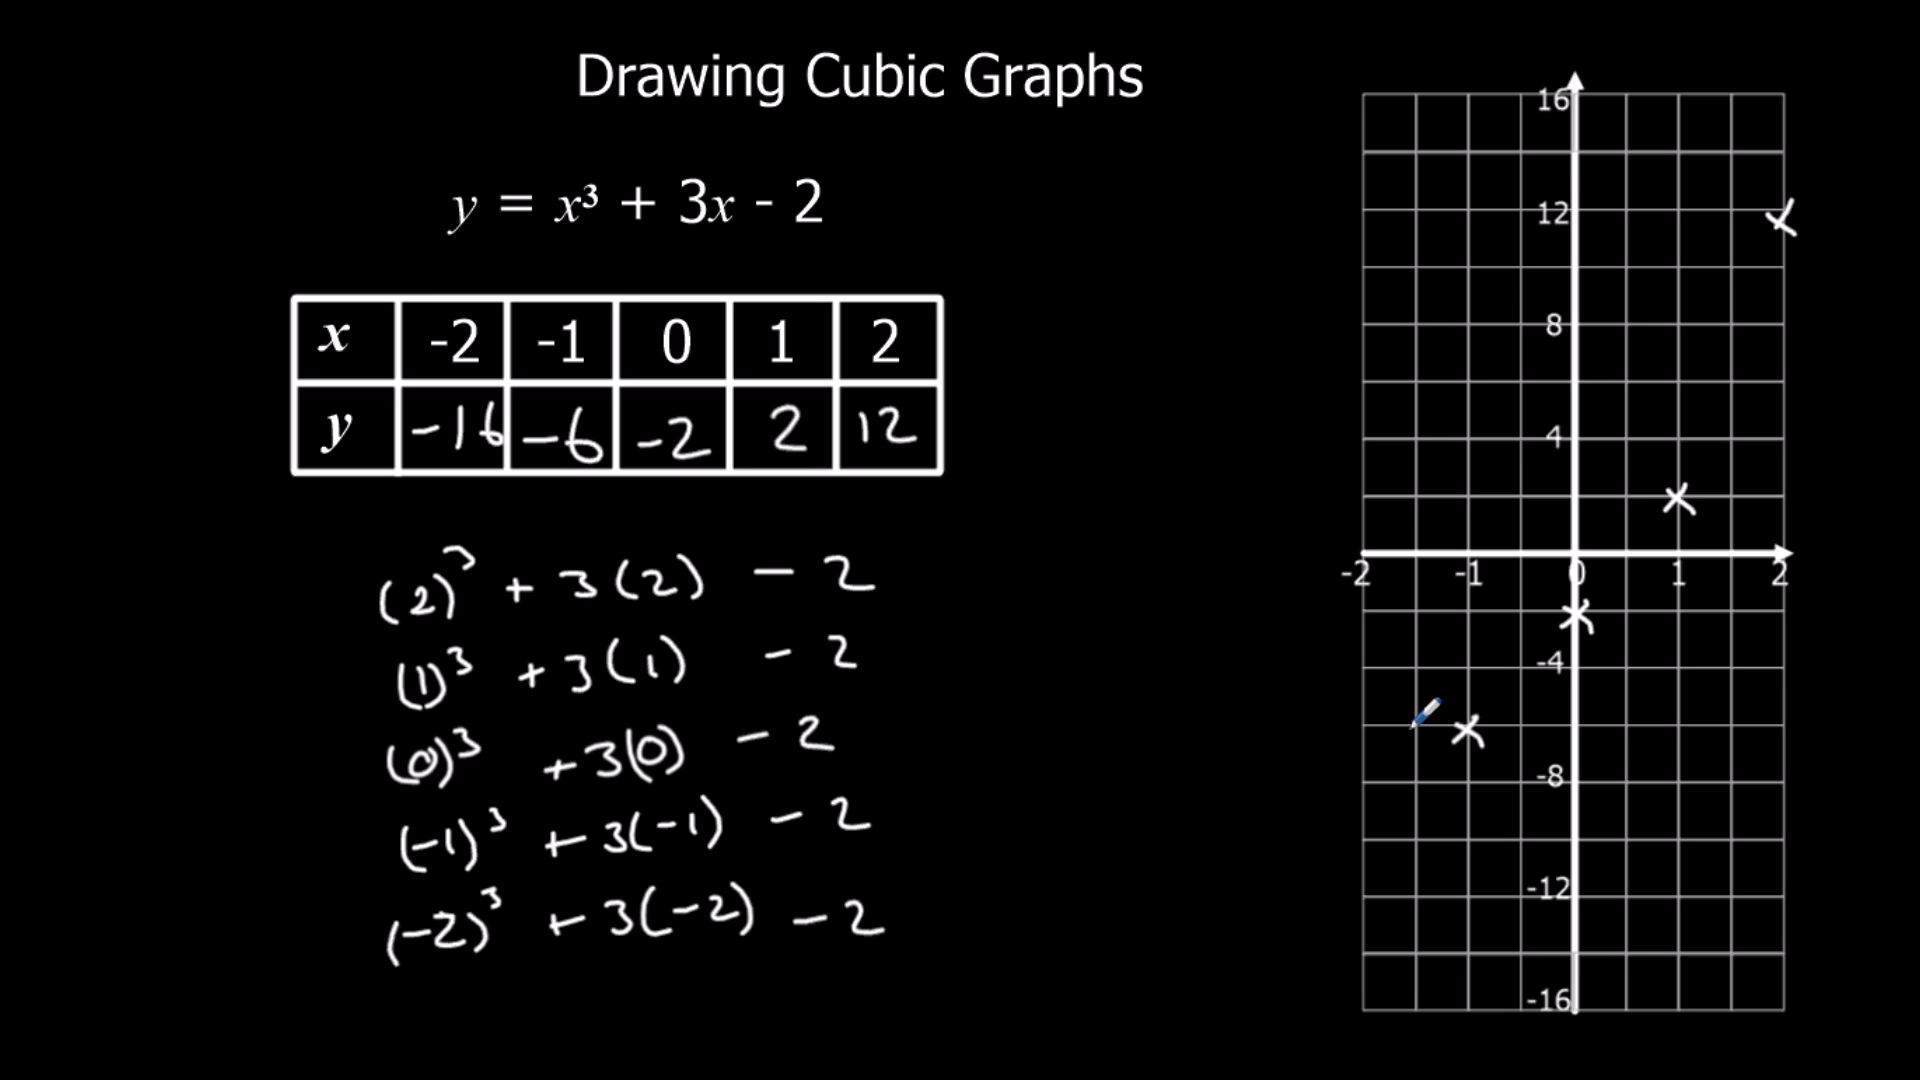 Drawing Cubic Graphs
y = x³ + 3x - 2
x -2 -1 0 1 2
y -16 -6 -2 2 12
(2)³ + 3(2) - 2
(1)³ + 3(1) - 2
(0)³ + 3(0) - 2
(-1)³ + 3(-1) - 2
(-2)³ + 3(-2) - 2
16
12
8
4
-2 -1 0 1 2
-4
-8
-12
-16